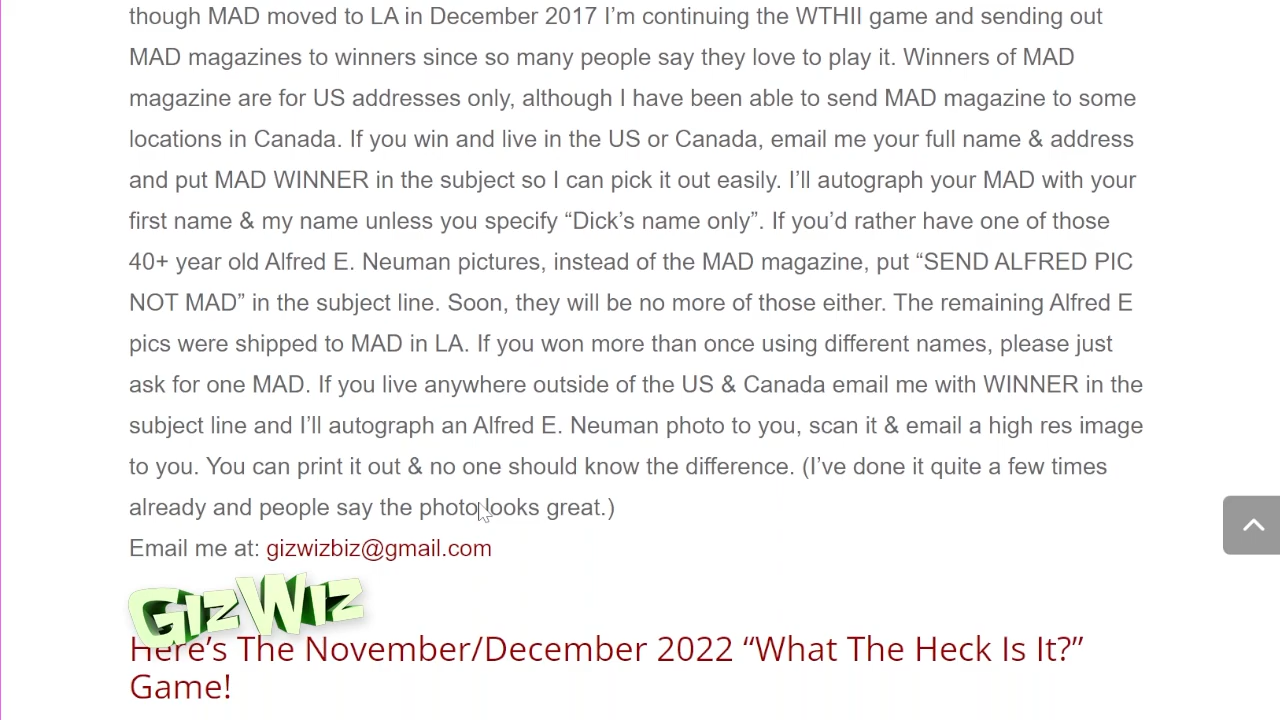 though MAD moved to LA in December 2017 I’m continuing the WTHII game and sending out
MAD magazines to winners since so many people say they love to play it. Winners of MAD
magazine are for US addresses only, although I have been able to send MAD magazine to some
locations in Canada. If you win and live in the US or Canada, email me your full name & address
and put MAD WINNER in the subject so I can pick it out easily. I’ll autograph your MAD with your
first name & my name unless you specify “Dick’s name only”. If you’d rather have one of those
40+ year old Alfred E. Neuman pictures, instead of the MAD magazine, put “SEND ALFRED PIC
NOT MAD” in the subject line. Soon, they will be no more of those either. The remaining Alfred E
pics were shipped to MAD in LA. If you won more than once using different names, please just
ask for one MAD. If you live anywhere outside of the US & Canada email me with WINNER in the
subject line and I’ll autograph an Alfred E. Neuman photo to you, scan it & email a high res image
to you. You can print it out & no one should know the difference. (I’ve done it quite a few times
already and people say the photo looks great.)
Email me at: gizwizbiz@gmail.com
GIZWIZ
Here’s The November/December 2022 “What The Heck Is It?”
Game!